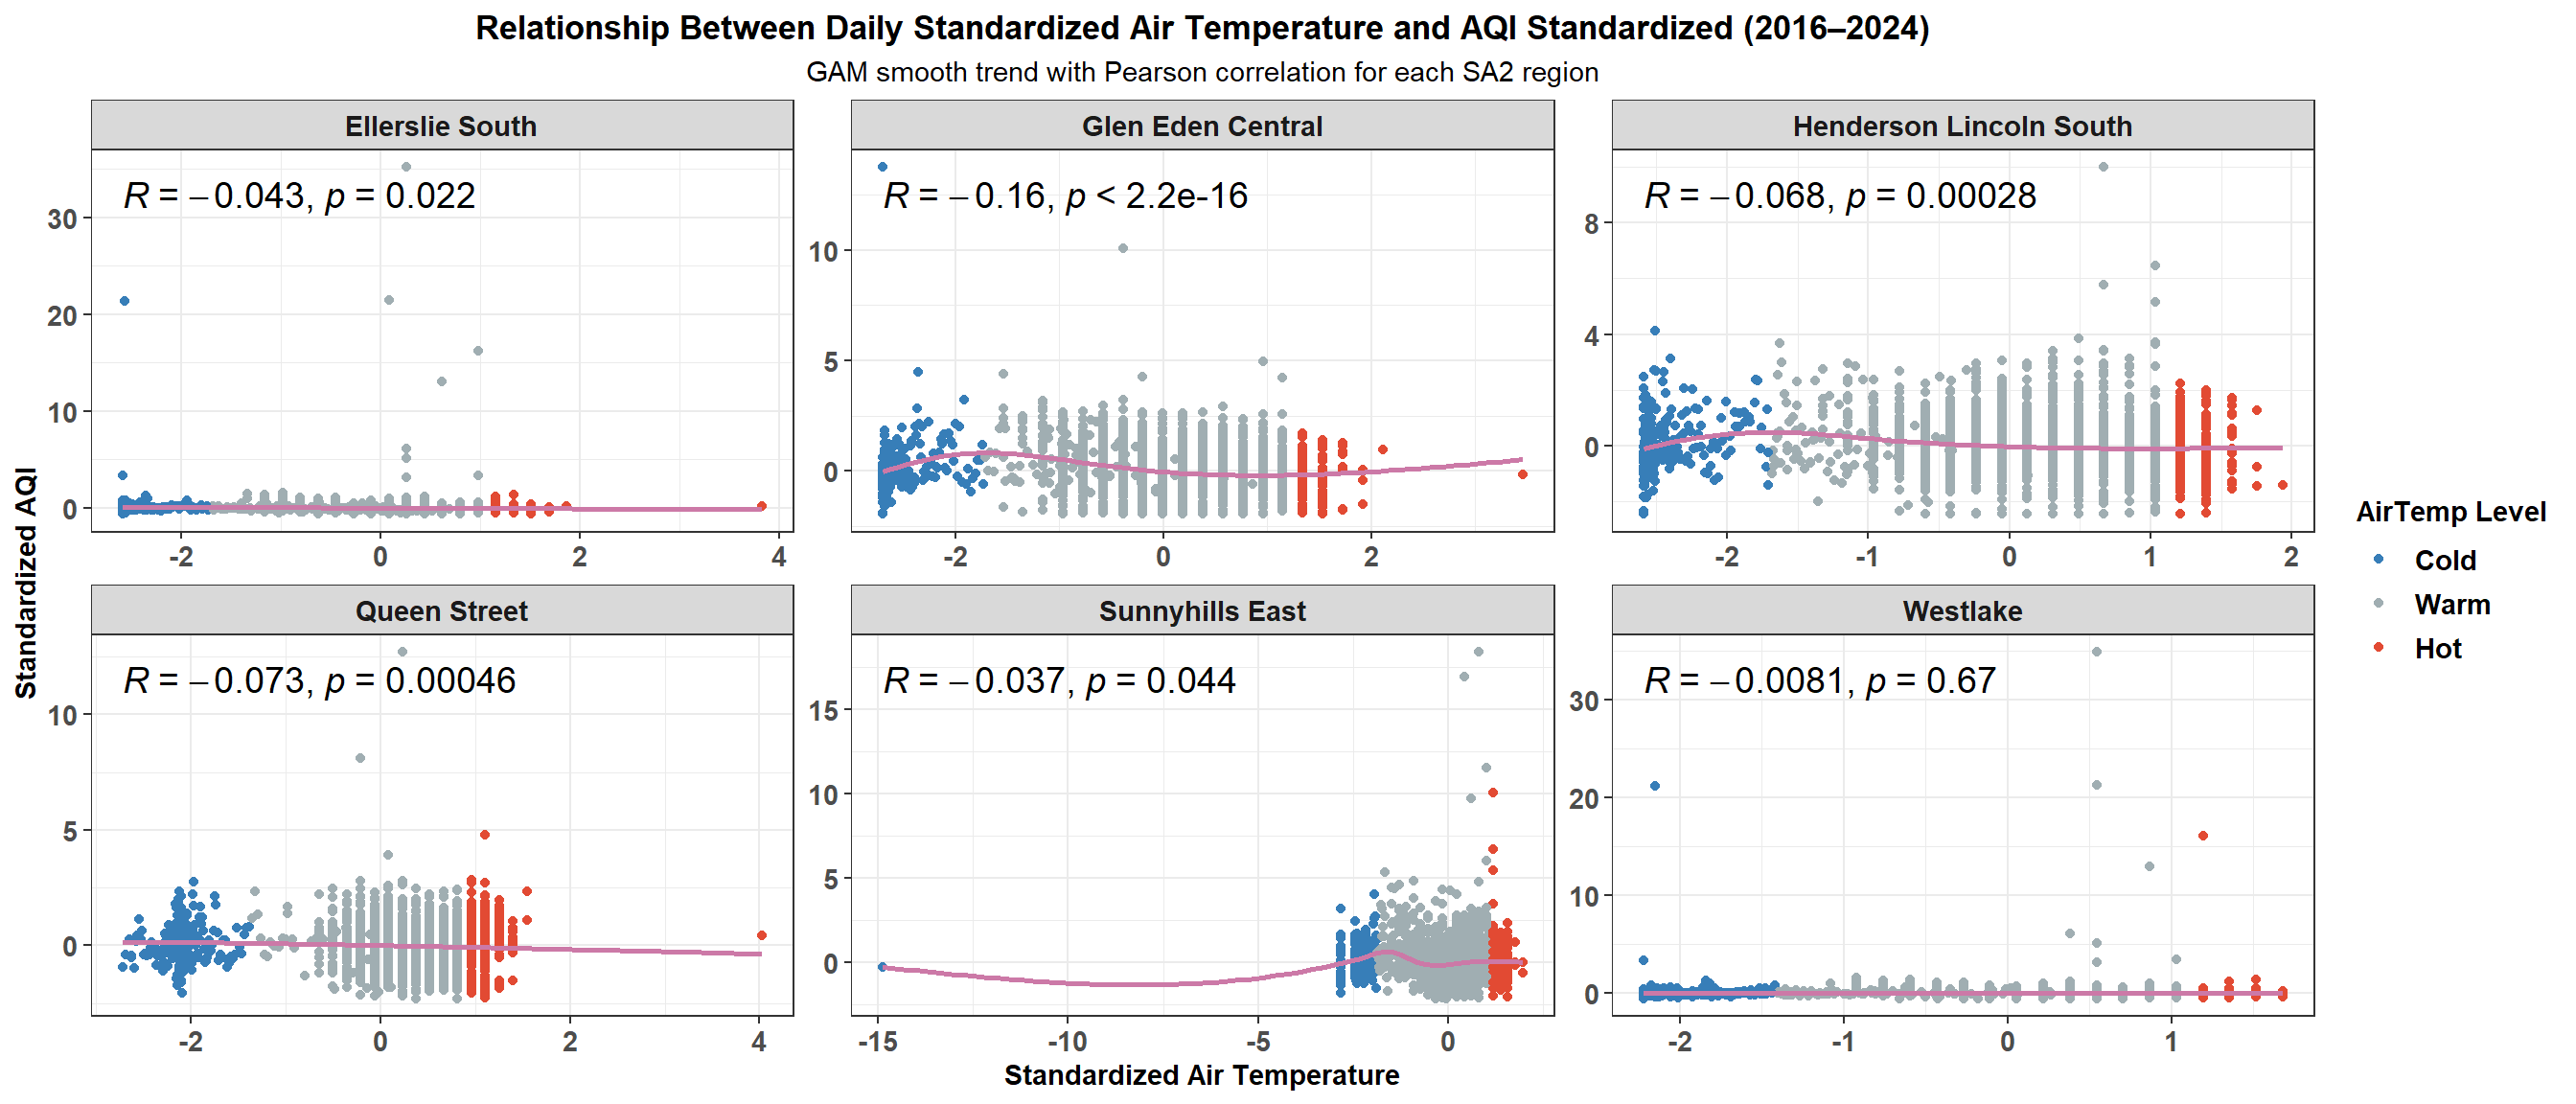 Relationship Between Daily Standardized Air Temperature and AQI Standardized (2016–2024)
GAM smooth trend with Pearson correlation for each SA2 region
Ellerslie South
Glen Eden Central
Henderson Lincoln South
R = −0.043, p = 0.022
R = −0.16, p < 2.2e-16
R = −0.068, p = 0.00028
30
20
10
0
10
5
0
8
4
0
-2 0 2 4
-2 0 2
-2 -1 0 1 2
Queen Street
Sunnyhills East
Westlake
R = −0.073, p = 0.00046
R = −0.037, p = 0.044
R = −0.0081, p = 0.67
10
5
0
15
10
5
0
30
20
10
0
-2 0 2 4
-15 -10 -5 0
-2 -1 0 1
Standardized Air Temperature
Standardized AQI
AirTemp Level
Cold
Warm
Hot